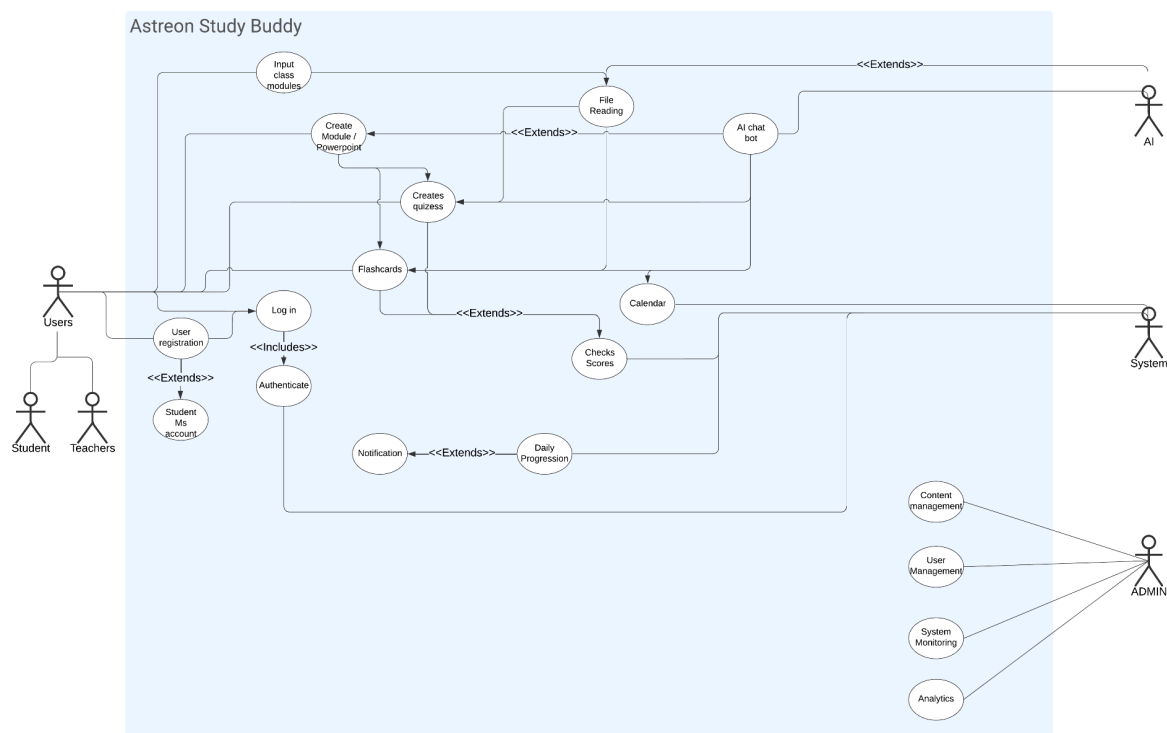 Astreon Study Buddy
Input
class
modules
<<Extends>>
File
Reading
AI
Create
Module /
Powerpoint
<<Extends>>
AI chat
bot
Creates
quizess
Flashcards
Users
Log in
Calendar
System
User
registration
<<Extends>>
<<Includes>>
Checks
Scores
<<Extends>>
Authenticate
Student
Ms
account
Student
Teachers
Notification
<<Extends>>
Daily
Progression
Content
management
User
Management
ADMIN
System
Monitoring
Analytics